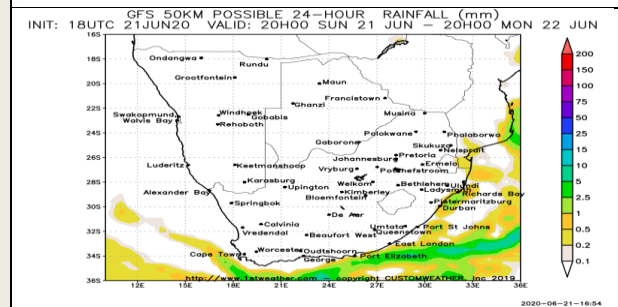 GFS 50KM POSSIBLE 24-HOUR RAINFALL (mm)
INIT: 18UTC 21JUN20 VALID: 20H00 SUN 21 JUN – 20H00 MON 22 JUN
16S
Ondangwa
Rundu
200
18S
Grootfontein
150
Maun
20S
100
Francistown
Ghanzi
75
22S
Musina
Windhoek
Gobabis
Swakopmund
50
Walvis Bay
Rehoboth
24S
Polokwane
Phalaborwa
25
Gaborone
Skukuza
Nelspruit
20
Johannesburg
Pretoria
26S
Luderitz
Keetmanshoop
Vryburg
Potchefstroom
Ermelo
15
Karasburg
28S
Welkom
Bethlehem
Ulundi
10
Alexander Bay
Upington
Kimberley
Ladysmith
Richards Bay
5
Springbok
Bloemfontein
Pietermaritzburg
30S
Durban
2.5
De Aar
Calvinia
Umtata
Port St Johns
1
32S
Vredendal
Beaufort West
Queenstown
0.5
East London
Worcester
Oudtshoorn
0.2
34S
Cape Town
George
Port Elizabeth
0.1
http://www.1stweather.com – copyright CUSTOMWEATHER, Inc 2019
36S
12E
15E
18E
21E
24E
27E
30E
33E
36E
2020-06-21-16:54